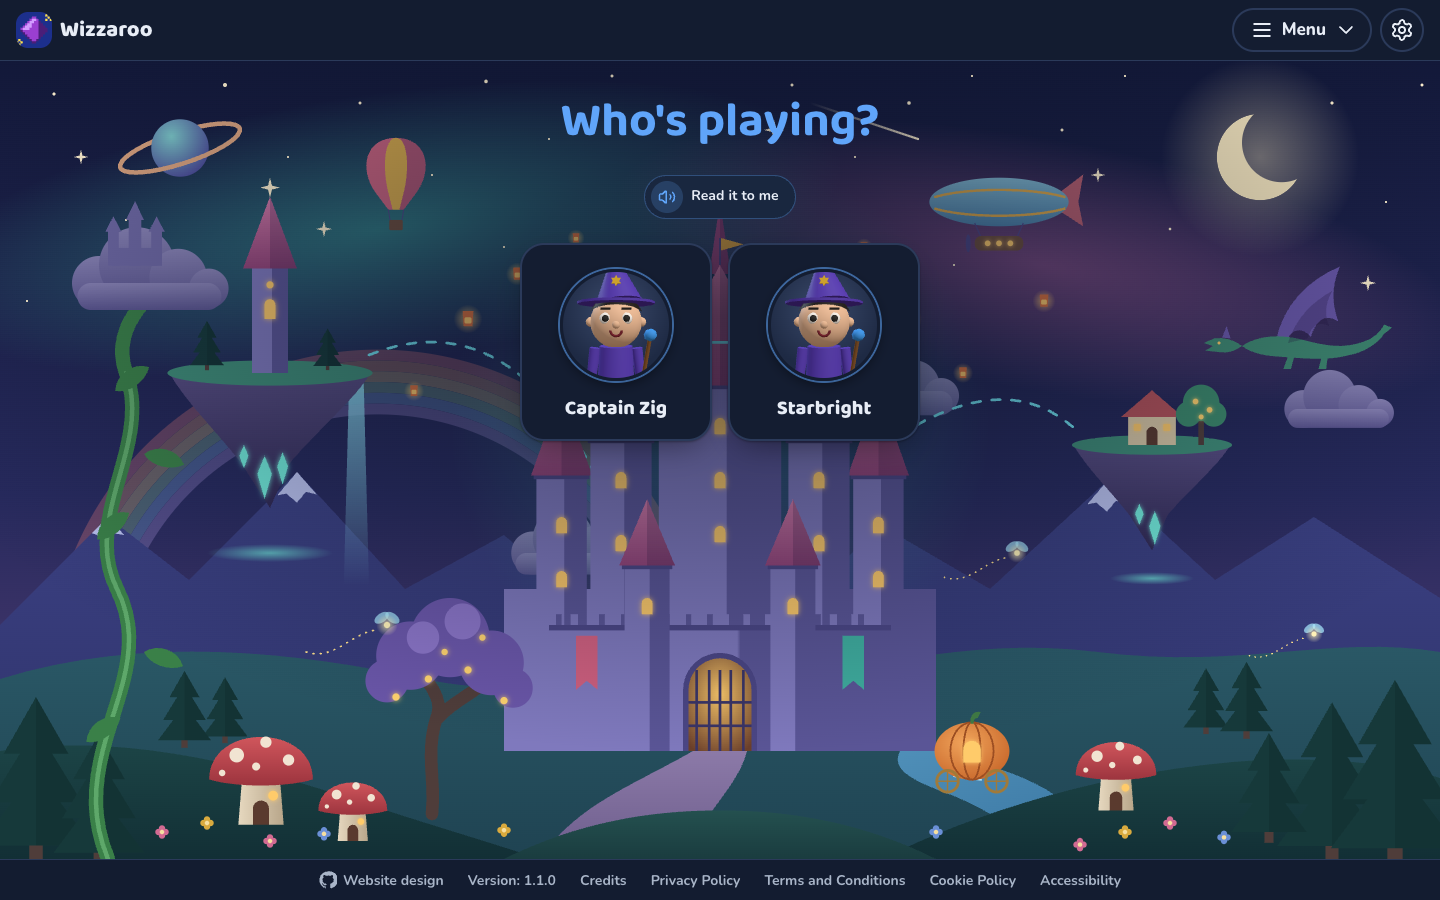 Wizzaroo
Menu
Who's playing?
Read it to me
Captain Zig
Starbright
Website design
Version: 1.1.0
Credits
Privacy Policy
Terms and Conditions
Cookie Policy
Accessibility